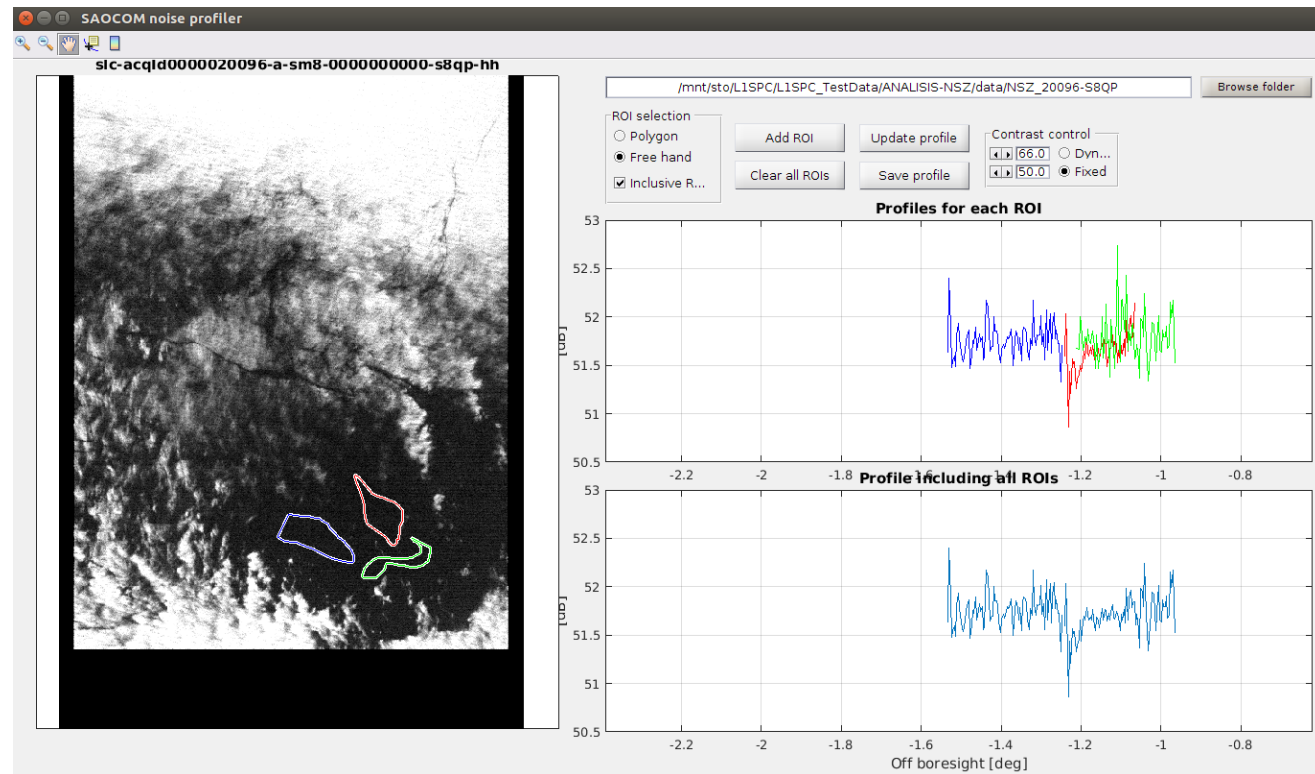 SAOCOM noise profiler
slc-acqId0000020096-a-sm8-0000000000-s8qp-hh
/mnt/sto/L1SPC/L1SPC_TestData/ANALISIS-NSZ/data/NSZ_20096-S8QP
Browse folder
ROI selection
Polygon
Free hand
Inclusive R...
Add ROI
Update profile
Clear all ROIs
Save profile
Contrast control
66.0
Dyn...
50.0
Fixed
Profiles for each ROI
53
52.5
52
51.5
51
50.5
[dB]
-2.2 -2 -1.8 -1.6 -1.4 -1.2 -1 -0.8
Profile including all ROIs
53
52.5
52
51.5
51
50.5
[dB]
-2.2 -2 -1.8 -1.6 -1.4 -1.2 -1 -0.8
Off boresight [deg]